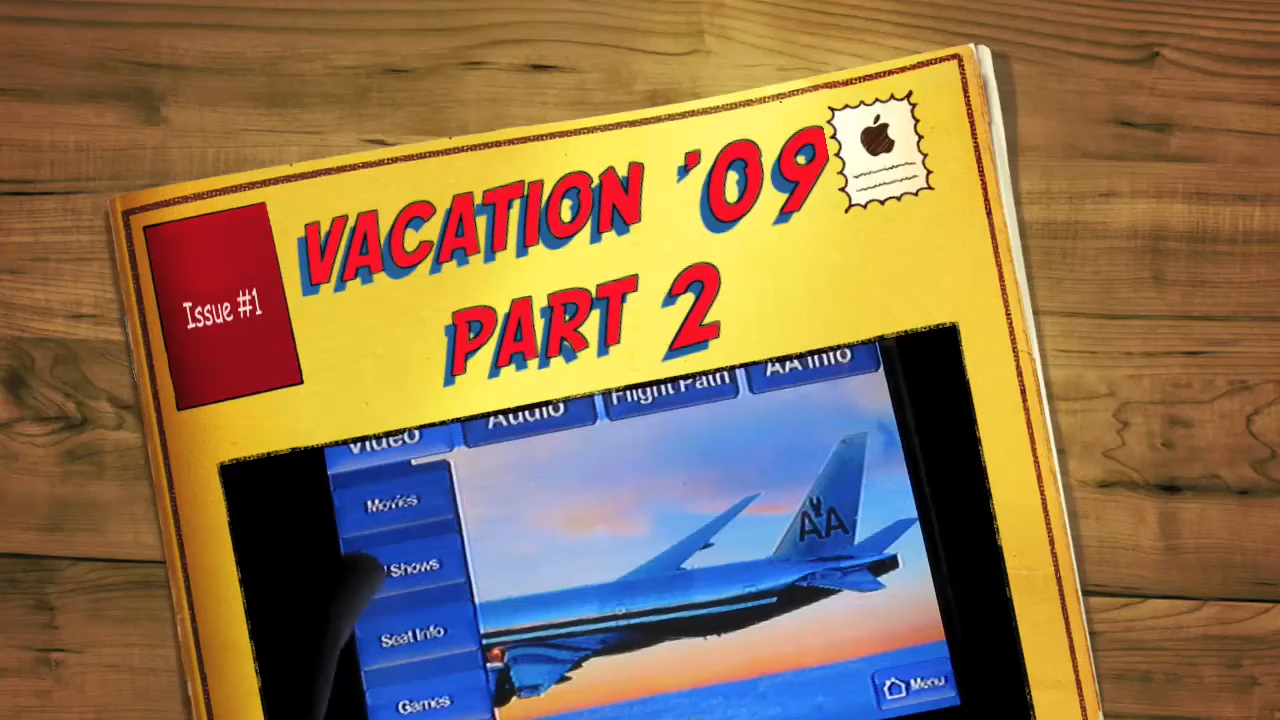 VACATION '09
PART 2
Issue #1
Video
Audio
Flight Path
AA Info
Movies
Shows
Seat Info
Games
AA
Menu